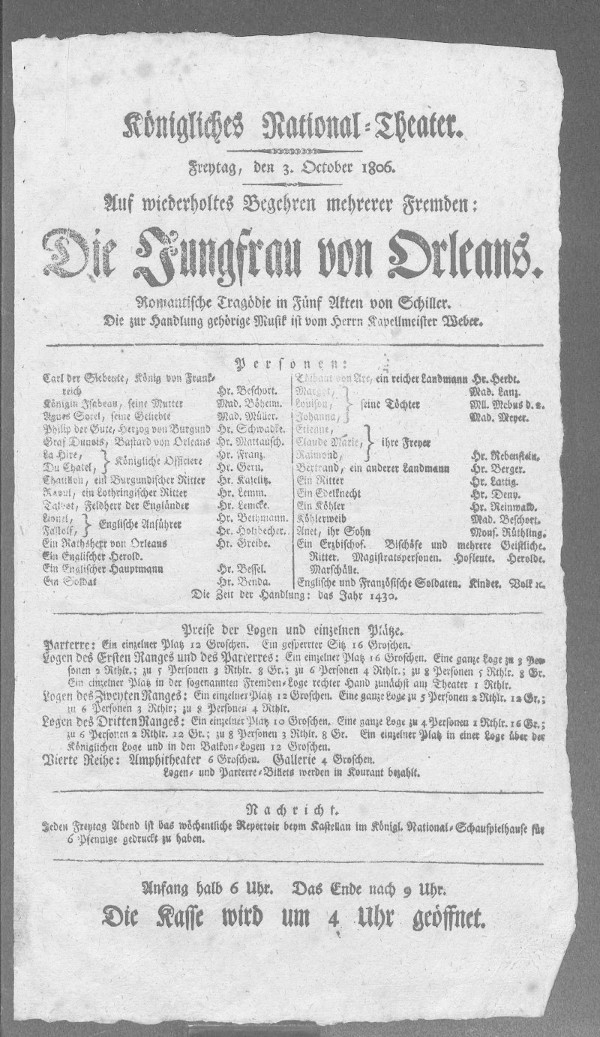 Königliches National-Theater.
Freytag, den 3. October 1806.
Auf wiederholtes Begehren mehrerer Fremden:
Die Jungfrau von Orleans.
Romantische Tragödie in Fünf Akten von Schiller.
Die zur Handlung gehörige Musik ist vom Herrn Kapellmeister Weber.
Personen:
Carl der Siebente, König von Frank-
reich Hr. Beschort.
Königin Isabeau, seine Mutter Mad. Böheim.
Agnes Sorel, seine Geliebte Mad. Müller.
Philip der Gute, Herzog von Burgund Hr. Schwadke.
Graf Dunois, Bastard von Orleans Hr. Mattausch.
La Hire, Hr. Franz.
Du Chatel, } Königliche Officiere Hr. Gern.
Chatillon, ein Burgundischer Ritter Hr. Kaselitz.
Raoul, ein Lothringischer Ritter Hr. Lemm.
Talbot, Feldherr der Engländer Hr. Lemcke.
Lionel, Hr. Bethmann.
Fastolf, } Englische Anführer Hr. Holzbecher.
Ein Rathsherr von Orleans Hr. Greibe.
Ein Englischer Herold.
Ein Englischer Hauptmann Hr. Bessel.
Ein Soldat Hr. Benda.
Thibaut von Arc, ein reicher Landmann Hr. Herdt.
Margot, Mad. Lanz.
Louison, } seine Töchter Mll. Mebus d. ä.
Johanna, Mad. Meyer.
Etienne,
Claude Marie, } ihre Freyer
Raimond, Hr. Rebenstein.
Bertrand, ein anderer Landmann Hr. Berger.
Ein Ritter Hr. Lattig.
Ein Edelknecht Hr. Deny.
Ein Köhler Hr. Reinwald.
Köhlerweib Mad. Beschort.
Anet, ihr Sohn Monf. Rüthling.
Ein Erzbischof. Bischöfe und mehrere Geistliche.
Ritter. Magistratspersonen. Hofleute. Herolde.
Marschälle.
Englische und Französische Soldaten. Kinder. Volk ꝛc.
Die Zeit der Handlung: das Jahr 1430.
Preise der Logen und einzelnen Plätze.
Parterre: Ein einzelner Platz 12 Groschen. Ein gesperrter Sitz 16 Groschen.
Logen des Ersten Ranges und des Parterres: Ein einzelner Platz 16 Groschen. Eine ganze Loge zu 3 Per-
sonen 2 Rthlr.; zu 5 Personen 3 Rthlr. 8 Gr.; zu 6 Personen 4 Rthlr.; zu 8 Personen 5 Rthlr. 8 Gr.
Ein einzelner Platz in der sogenannten Fremden-Loge rechter Hand zunächst am Theater 1 Rthlr.
Logen des Zweyten Ranges: Ein einzelner Platz 12 Groschen. Eine ganze Loge zu 5 Personen 2 Rthlr. 12 Gr.;
zu 6 Personen 3 Rthlr; zu 8 Personen 4 Rthlr.
Logen des Dritten Ranges: Ein einzelner Platz 10 Groschen. Eine ganze Loge zu 4 Personen 1 Rthlr. 16 Gr.;
zu 6 Personen 2 Rthlr. 12 Gr.; zu 8 Personen 3 Rthlr. 8 Gr. Ein einzelner Platz in einer Loge über der
Königlichen Loge und in den Balkon-Logen 12 Groschen.
Vierte Reihe: Amphitheater 6 Groschen. Gallerie 4 Groschen.
Logen- und Parterre-Billets werden in Kourant bezahlt.
Nachricht.
Jeden Freytag Abend ist das wöchentliche Repertoir beym Kastellan im Königl. National-Schauspielhause für
6 Pfennige gedruckt zu haben.
Anfang halb 6 Uhr. Das Ende nach 9 Uhr.
Die Kasse wird um 4 Uhr geöffnet.